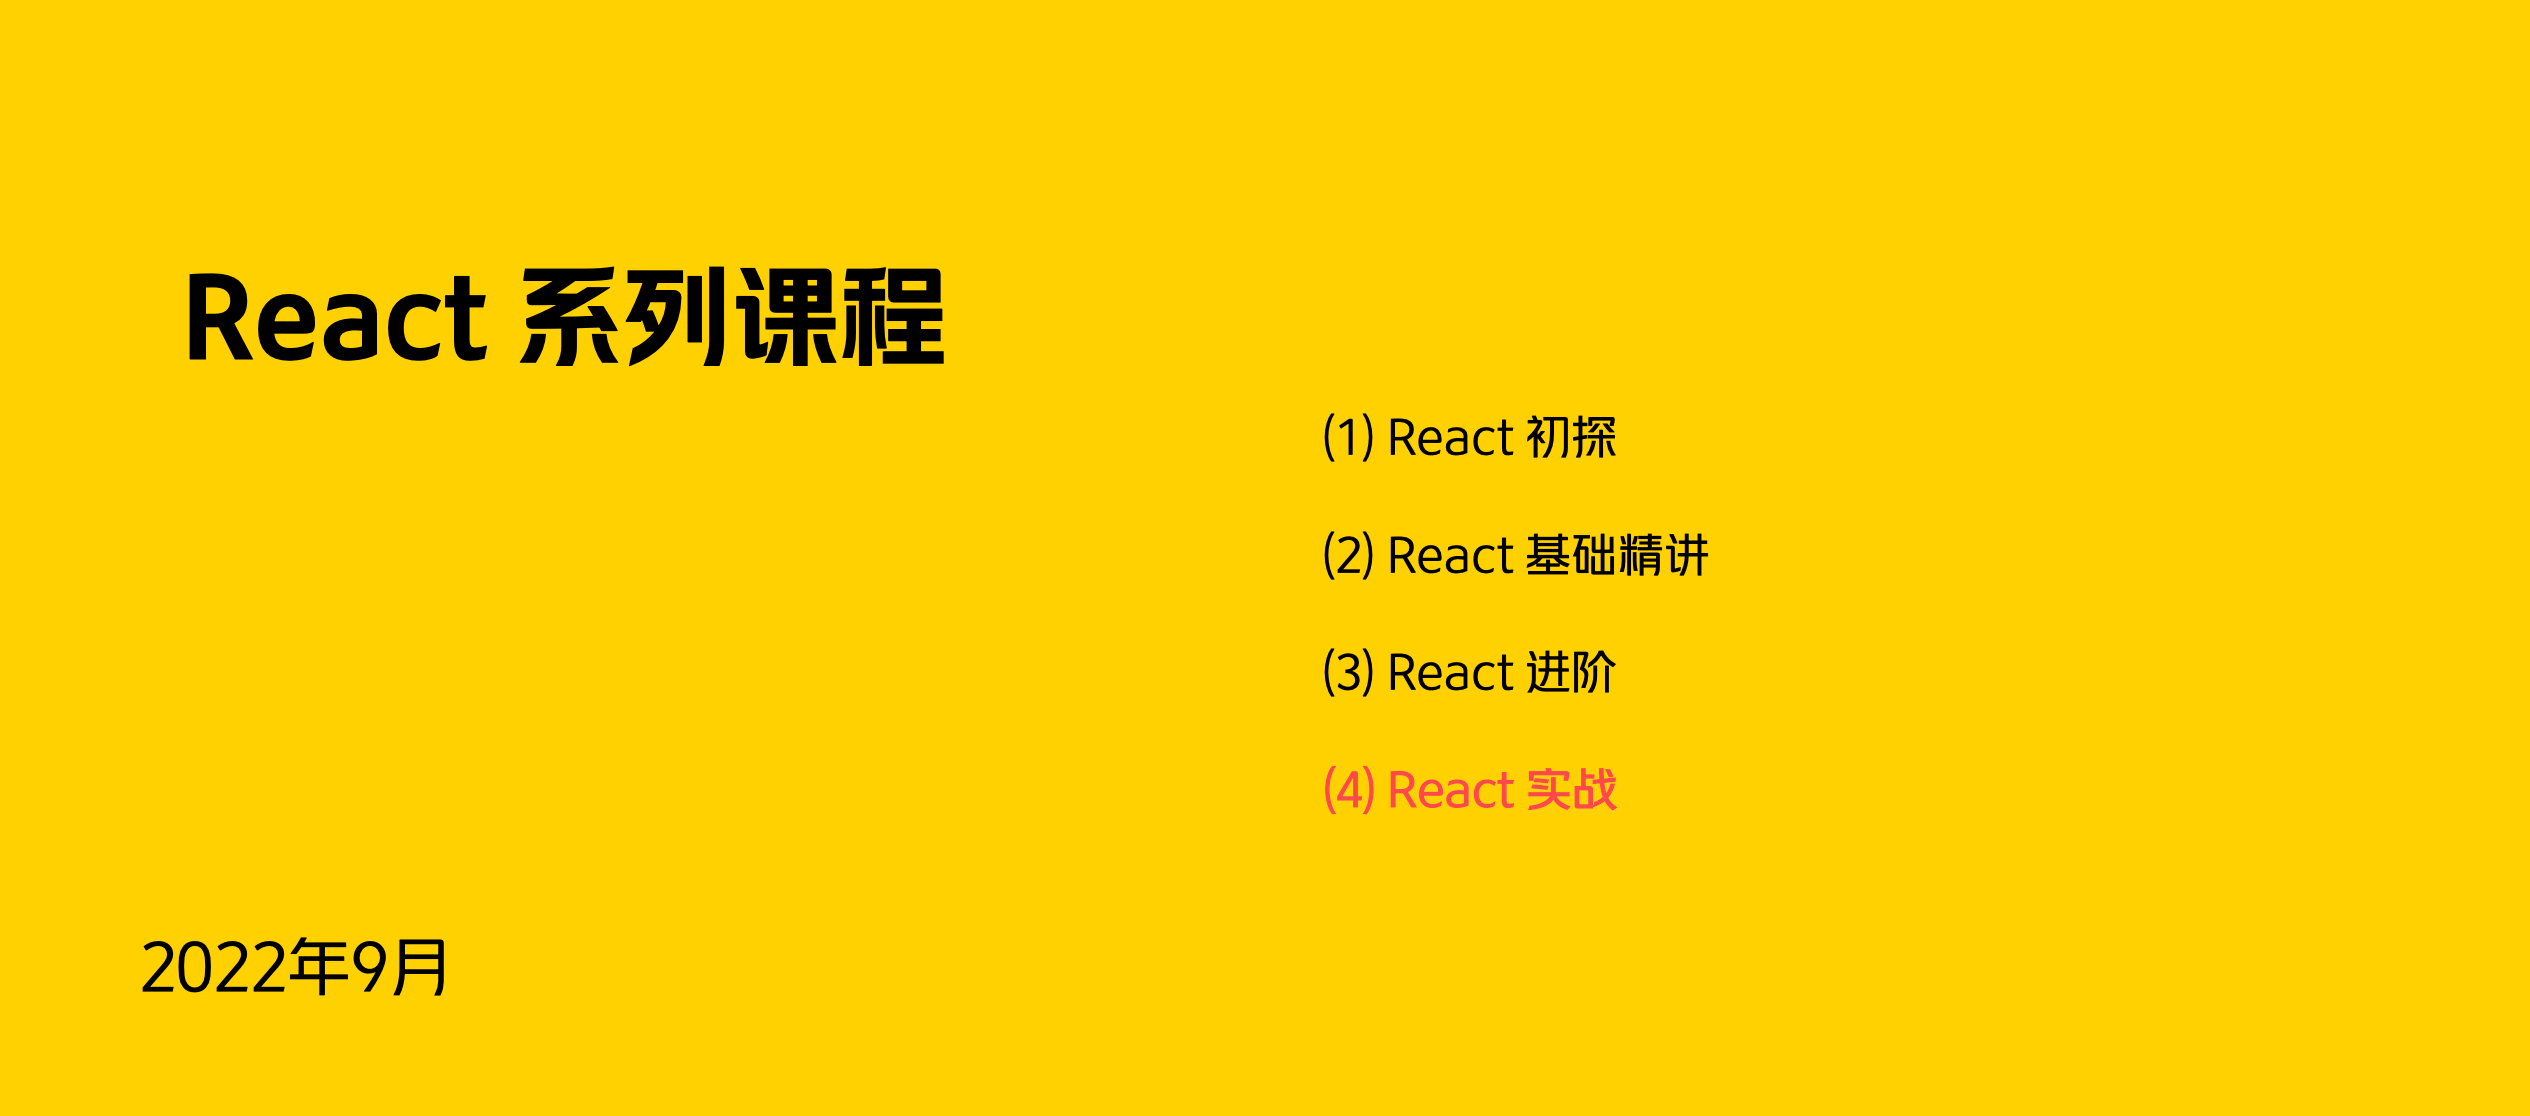 React 系列课程
(1) React 初探
(2) React 基础精讲
(3) React 进阶
(4) React 实战
2022年9月